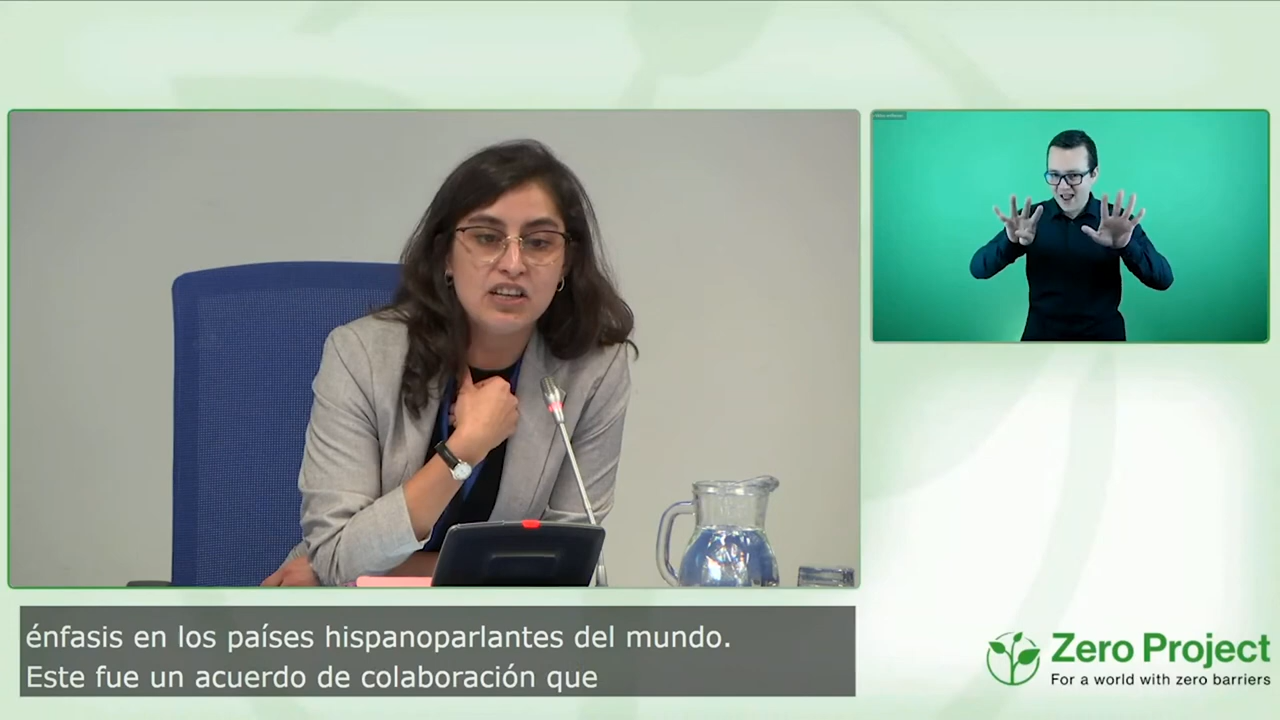 énfasis en los países hispanoparlantes del mundo.
Este fue un acuerdo de colaboración que
Zero Project
For a world with zero barriers